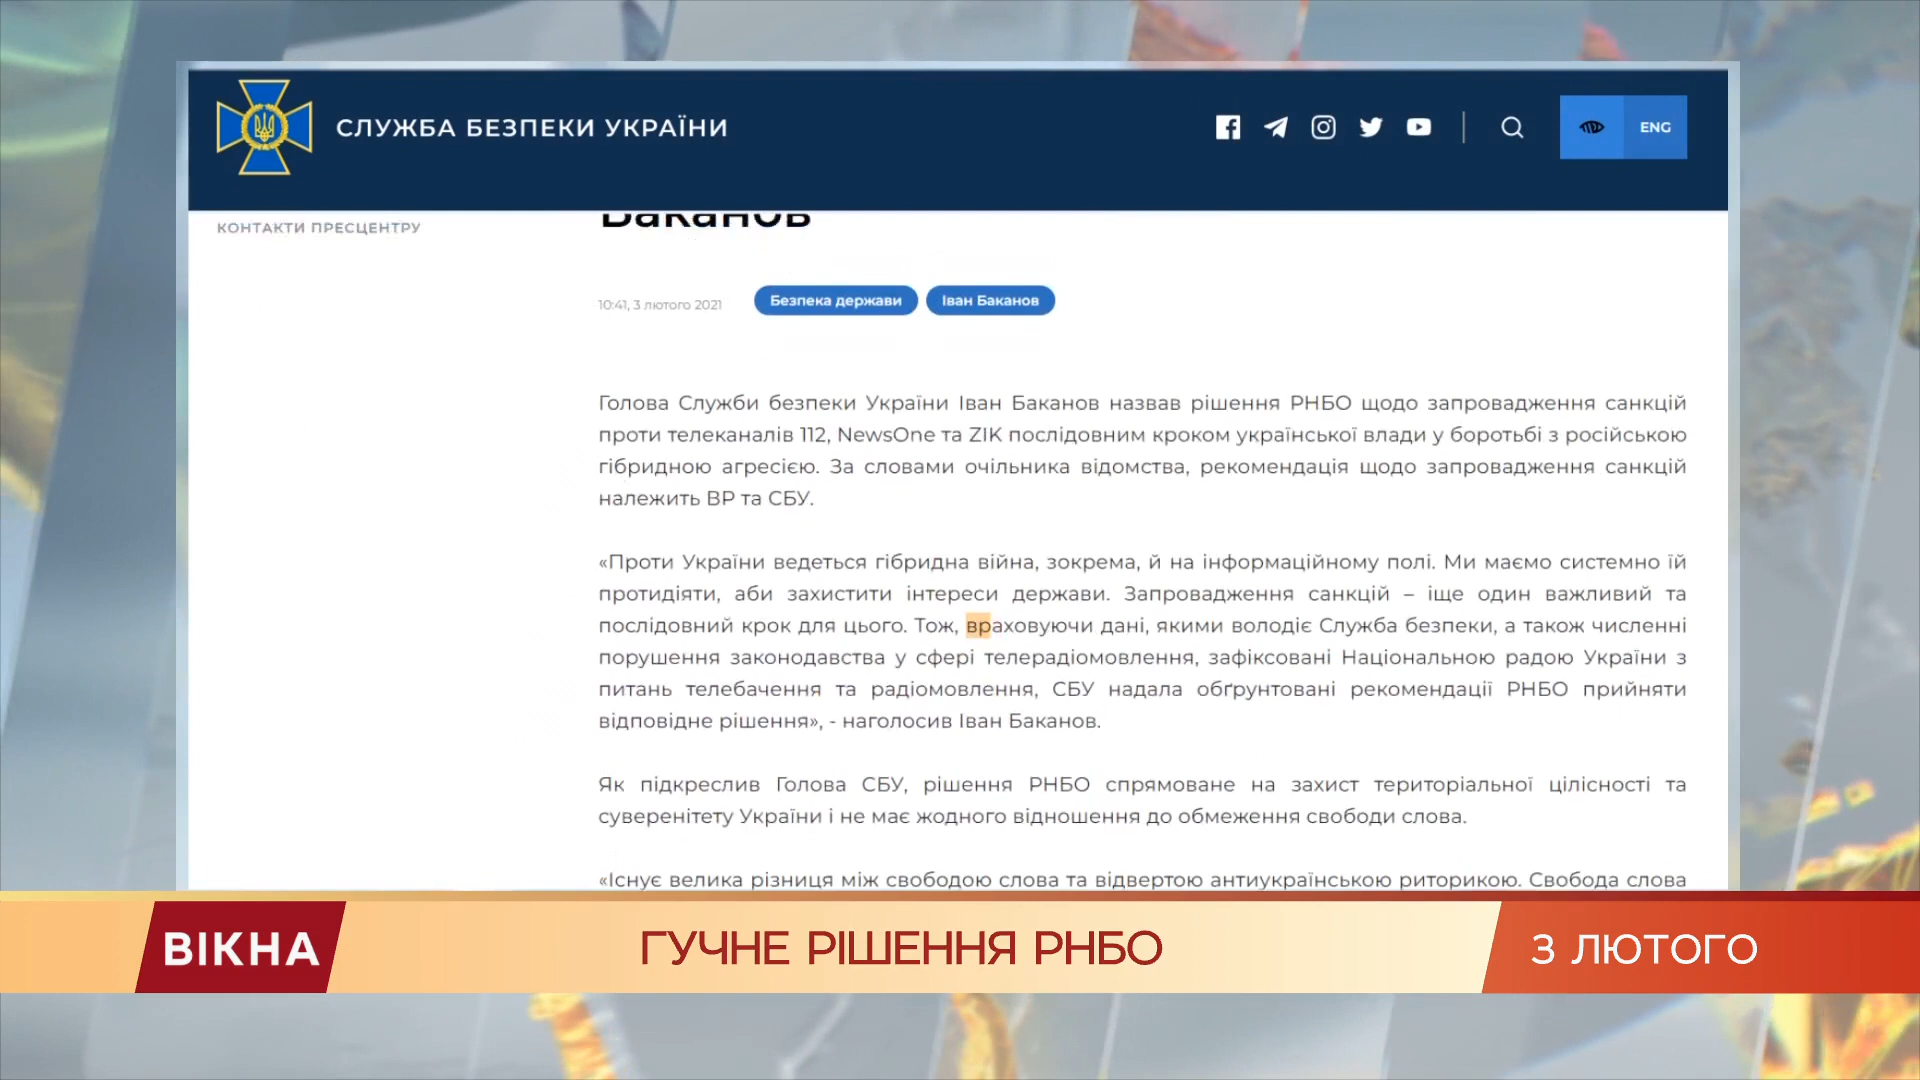 СЛУЖБА БЕЗПЕКИ УКРАЇНИ
ENG
КОНТАКТИ ПРЕСЦЕНТРУ
Баканов
10:41, 3 лютого 2021
Безпека держави
Іван Баканов
Голова Служби безпеки України Іван Баканов назвав рішення РНБО щодо запровадження санкцій
проти телеканалів 112, NewsOne та ZIK послідовним кроком української влади у боротьбі з російською
гібридною агресією. За словами очільника відомства, рекомендація щодо запровадження санкцій
належить ВР та СБУ.
«Проти України ведеться гібридна війна, зокрема, й на інформаційному полі. Ми маємо системно їй
протидіяти, аби захистити інтереси держави. Запровадження санкцій – іще один важливий та
послідовний крок для цього. Тож, враховуючи дані, якими володіє Служба безпеки, а також численні
порушення законодавства у сфері телерадіомовлення, зафіксовані Національною радою України з
питань телебачення та радіомовлення, СБУ надала обґрунтовані рекомендації РНБО прийняти
відповідне рішення», - наголосив Іван Баканов.
Як підкреслив Голова СБУ, рішення РНБО спрямоване на захист територіальної цілісності та
суверенітету України і не має жодного відношення до обмеження свободи слова.
«Існує велика різниця між свободою слова та відвертою антиукраїнською риторикою. Свобода слова
ВІКНА
ГУЧНЕ РІШЕННЯ РНБО
3 ЛЮТОГО